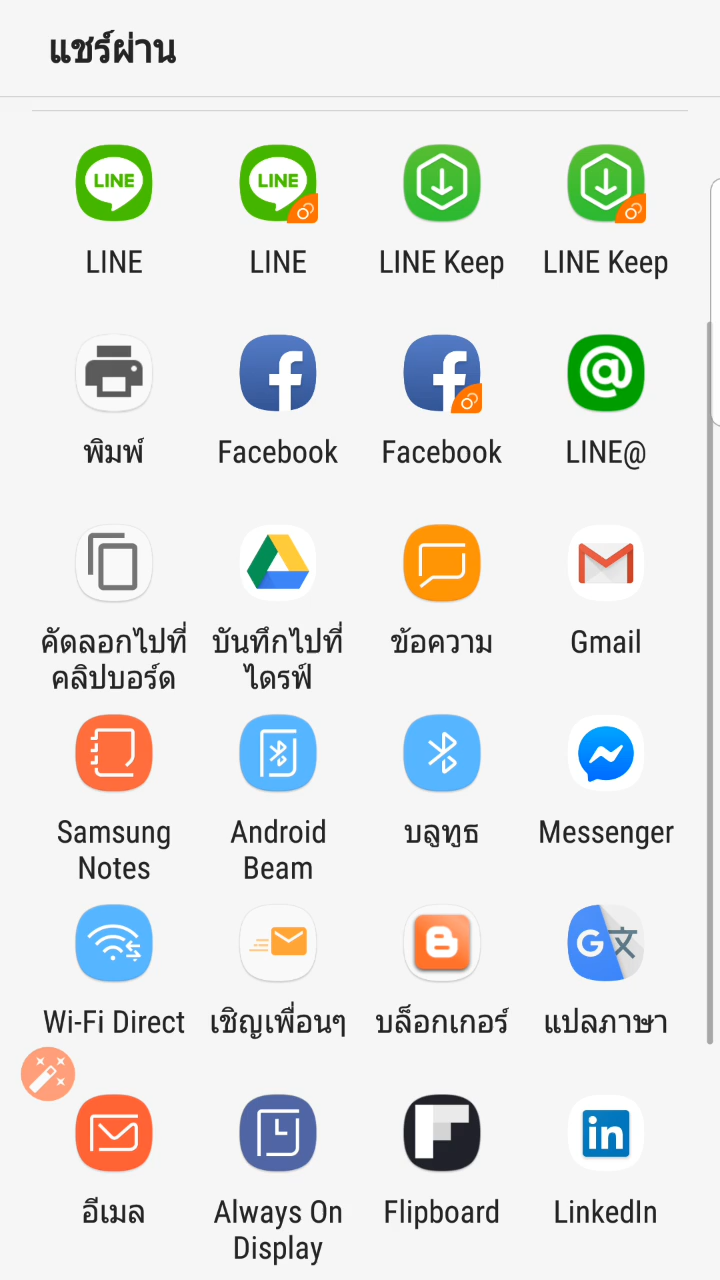 แชร์ผ่าน
LINE LINE LINE Keep LINE Keep
พิมพ์ Facebook Facebook LINE@
คัดลอกไปที่ บันทึกไปที่ ข้อความ Gmail
คลิปบอร์ด ไดรฟ์
Samsung Android บลูทูธ Messenger
Notes Beam
Wi-Fi Direct เชิญเพื่อนๆ บล็อกเกอร์ แปลภาษา
อีเมล Always On Flipboard LinkedIn
Display